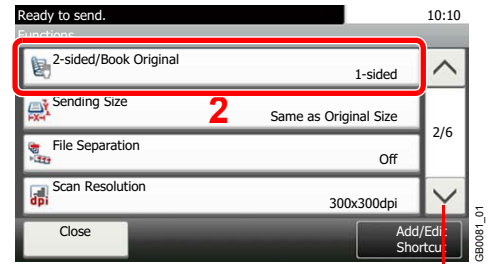 Ready to send. 10:10
Functions
2-sided/Book Original
1-sided
Sending Size
2
Same as Original Size
2/6
File Separation
Off
dpi
Scan Resolution
300x300dpi
Close
Add/Edit
Shortcut
GB0081_01